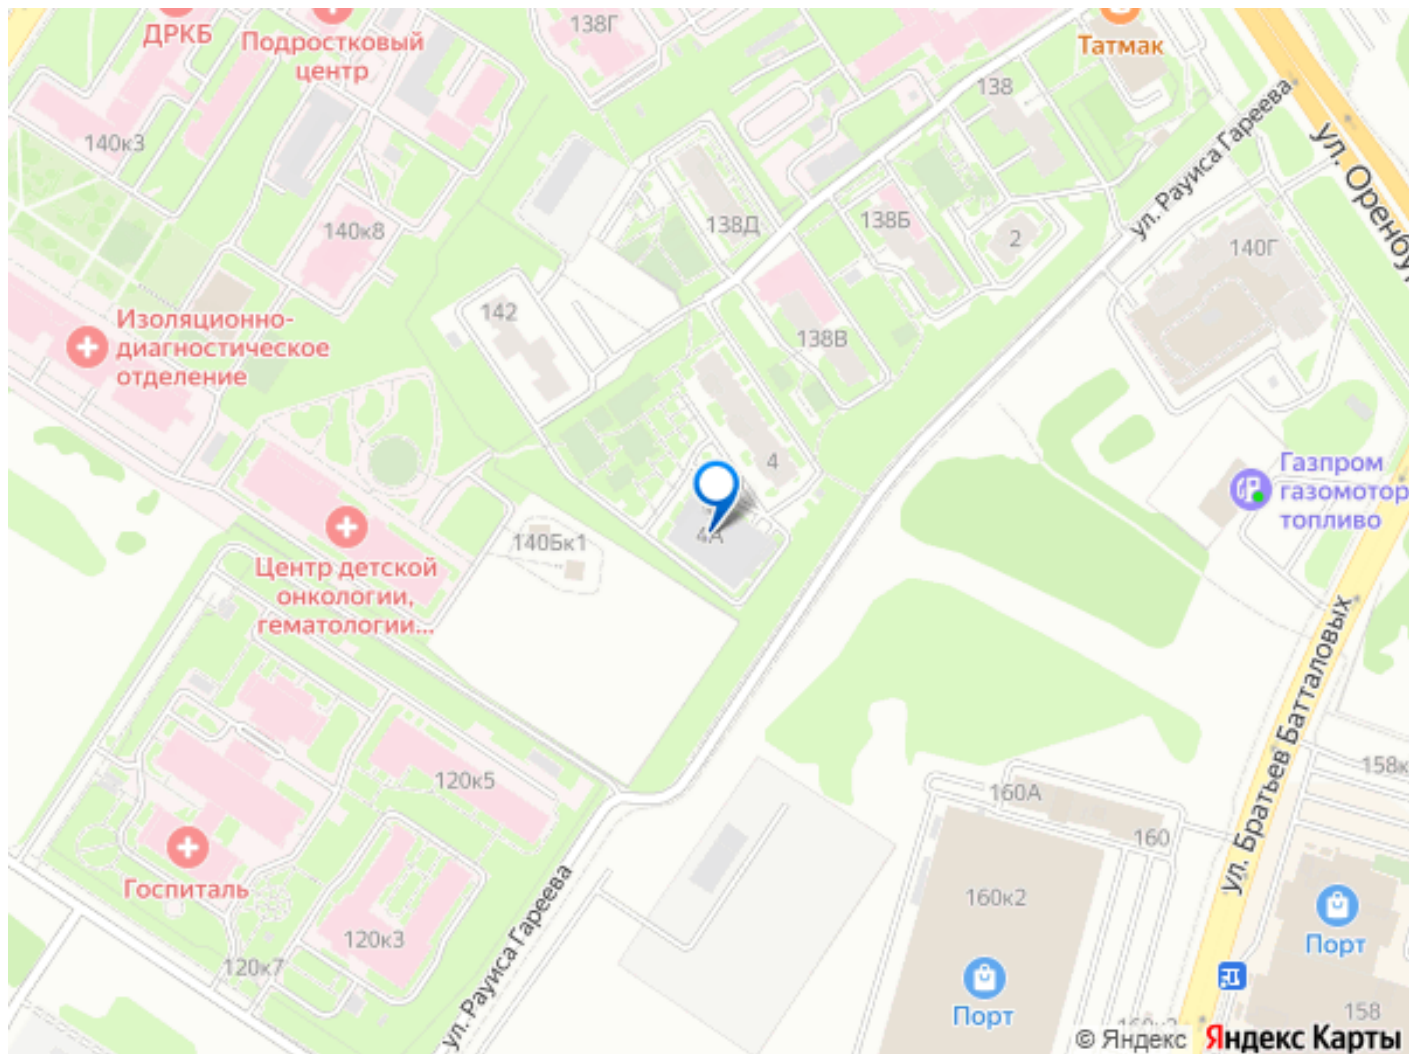 ДРКБ
Подростковый
центр
138Г
Татмак
138
140к3
ул. Рауиса Гареева
138Д
138Б
2
140к8
140Г
142
138В
Изоляционно-
диагностическое
отделение
4
4А
Газпром
газомотор
топливо
140Бк1
Центр детской
онкологии,
гематологии...
ул. Братьев Батталовых
120к5
160А
158к
160
Госпиталь
160к2
120к3
ул. Рауиса Гареева
Порт
120к7
Порт
158
© Яндекс
Яндекс Карты